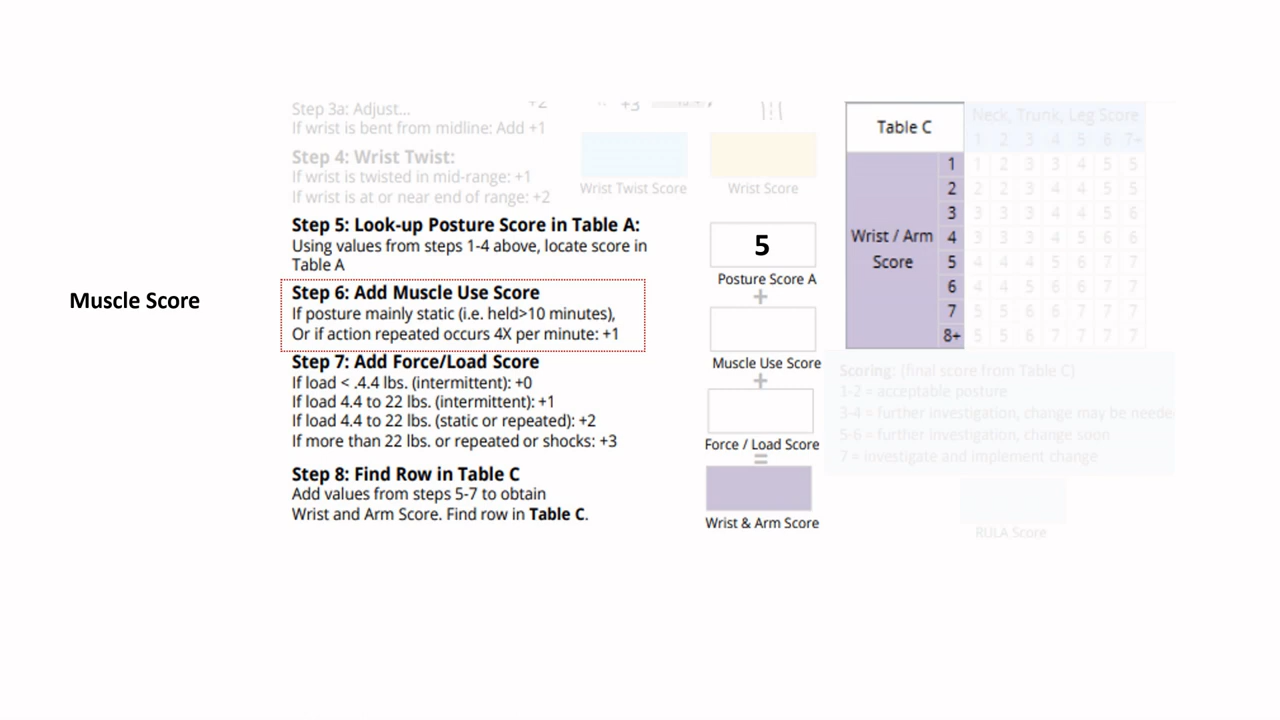 Step 3a: Adjust...
If wrist is bent from midline: Add +1
+2
+3
Step 4: Wrist Twist:
If wrist is twisted in mid-range: +1
If wrist is at or near end of range: +2
Wrist Twist Score
Wrist Score
Step 5: Look-up Posture Score in Table A:
Using values from steps 1-4 above, locate score in
Table A
5
Posture Score A
+
Muscle Score
Step 6: Add Muscle Use Score
If posture mainly static (i.e. held>10 minutes),
Or if action repeated occurs 4X per minute: +1
Muscle Use Score
+
Step 7: Add Force/Load Score
If load < .4.4 lbs. (intermittent): +0
If load 4.4 to 22 lbs. (intermittent): +1
If load 4.4 to 22 lbs. (static or repeated): +2
If more than 22 lbs. or repeated or shocks: +3
Force / Load Score
=
Step 8: Find Row in Table C
Add values from steps 5-7 to obtain
Wrist and Arm Score. Find row in Table C.
Wrist & Arm Score
Table C
Neck, Trunk, Leg Score
1 2 3 4 5 6 7+
Wrist / Arm
Score
1 1 2 3 3 4 5 5
2 2 2 3 4 4 5 5
3 3 3 3 4 4 5 6
4 3 3 3 4 5 6 6
5 4 4 4 5 6 7 7
6 4 4 5 6 6 7 7
7 5 5 6 6 7 7 7
8+ 5 5 6 7 7 7 7
Scoring: (final score from Table C)
1-2 = acceptable posture
3-4 = further investigation, change may be neede
5-6 = further investigation, change soon
7 = investigate and implement change
RULA Score